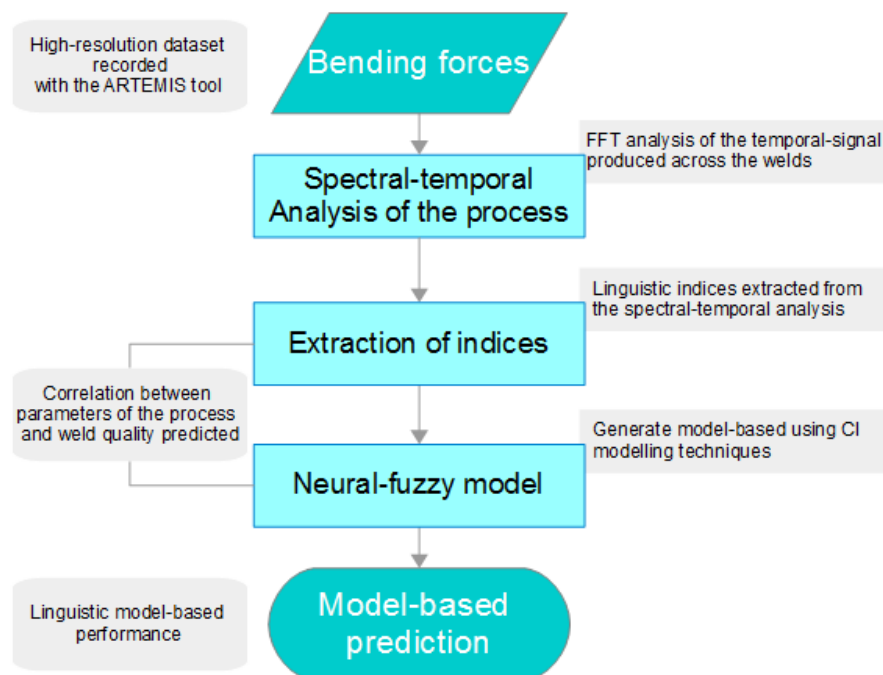 High-resolution dataset
recorded
with the ARTEMIS tool
Bending forces
FFT analysis of the temporal-signal
produced across the welds
Spectral-temporal
Analysis of the process
Linguistic indices extracted from
the spectral-temporal analysis
Extraction of indices
Correlation between
parameters of the process
and weld quality predicted
Generate model-based using CI
modelling techniques
Neural-fuzzy model
Linguistic model-based
performance
Model-based
prediction